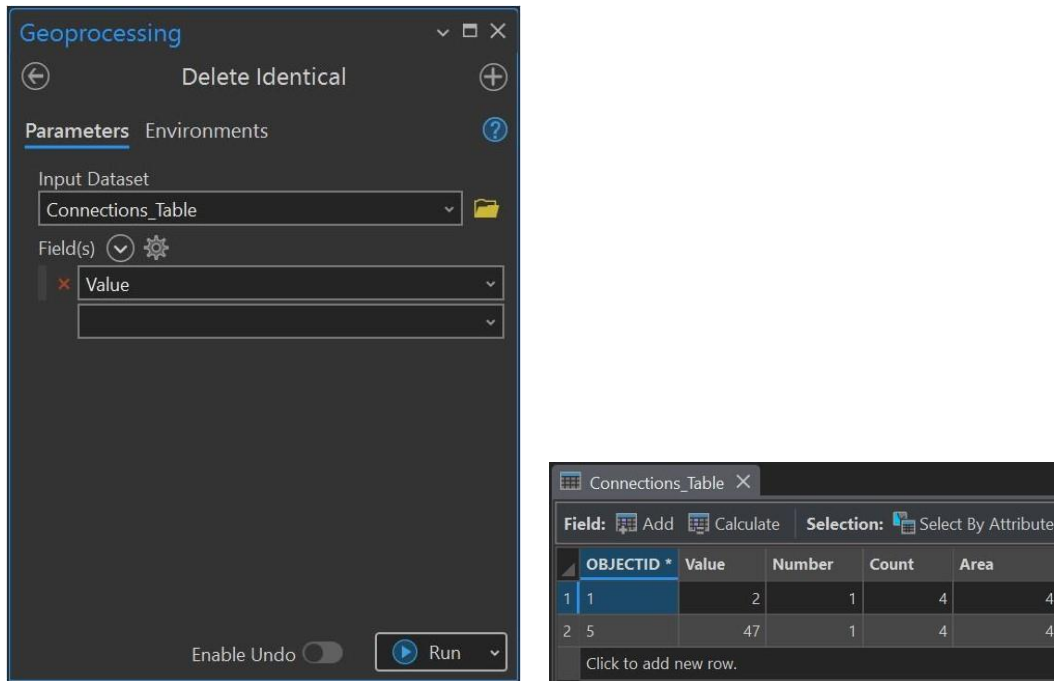 Geoprocessing
Delete Identical
Parameters Environments
Input Dataset
Connections_Table
Field(s)
Value
Enable Undo
Run
Connections_Table
Field: Add Calculate Selection: Select By Attribute
OBJECTID * Value Number Count Area
1 1 2 1 4 4
2 5 47 1 4 4
Click to add new row.